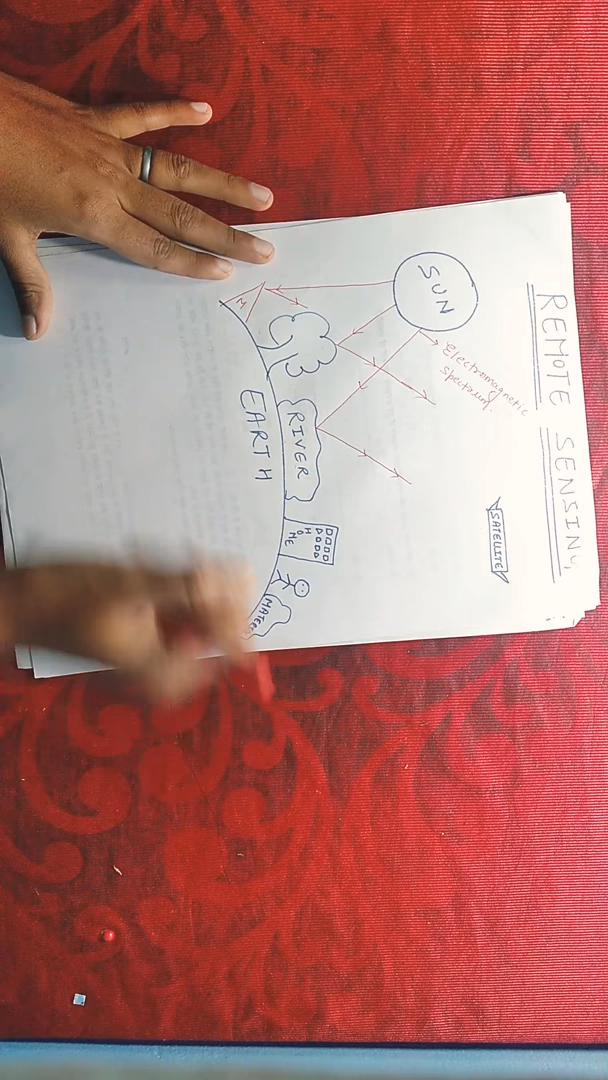 REMOTE SENSING
SUN
Electromagnetic
spectrum.
SATELLITE
M
RIVER
EARTH
HOME
WATER